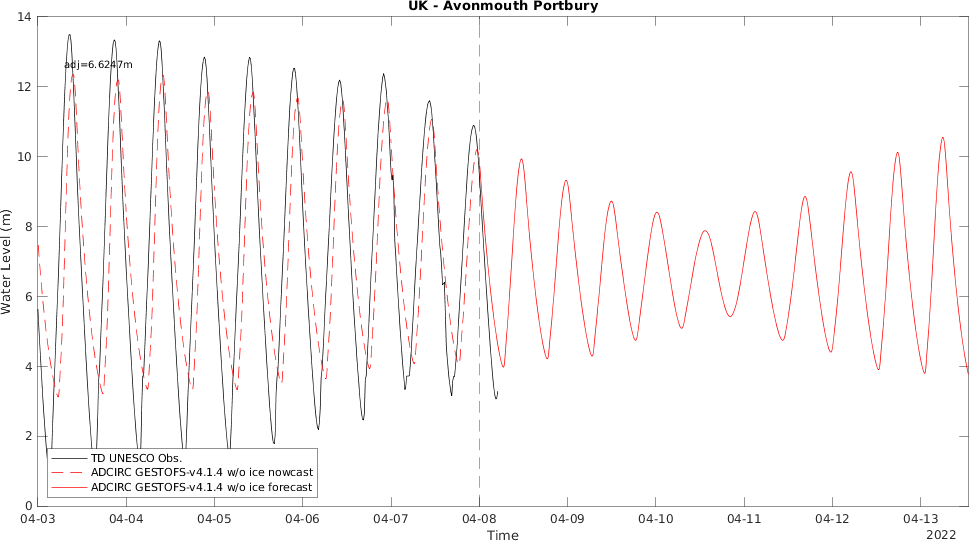 UK - Avonmouth Portbury
14
adj=6.6247m
12
10
8
6
4
2
0
Water Level (m)
TD UNESCO Obs.
ADCIRC GESTOFS-v4.1.4 w/o ice nowcast
ADCIRC GESTOFS-v4.1.4 w/o ice forecast
04-03 04-04 04-05 04-06 04-07 04-08 04-09 04-10 04-11 04-12 04-13
Time
2022